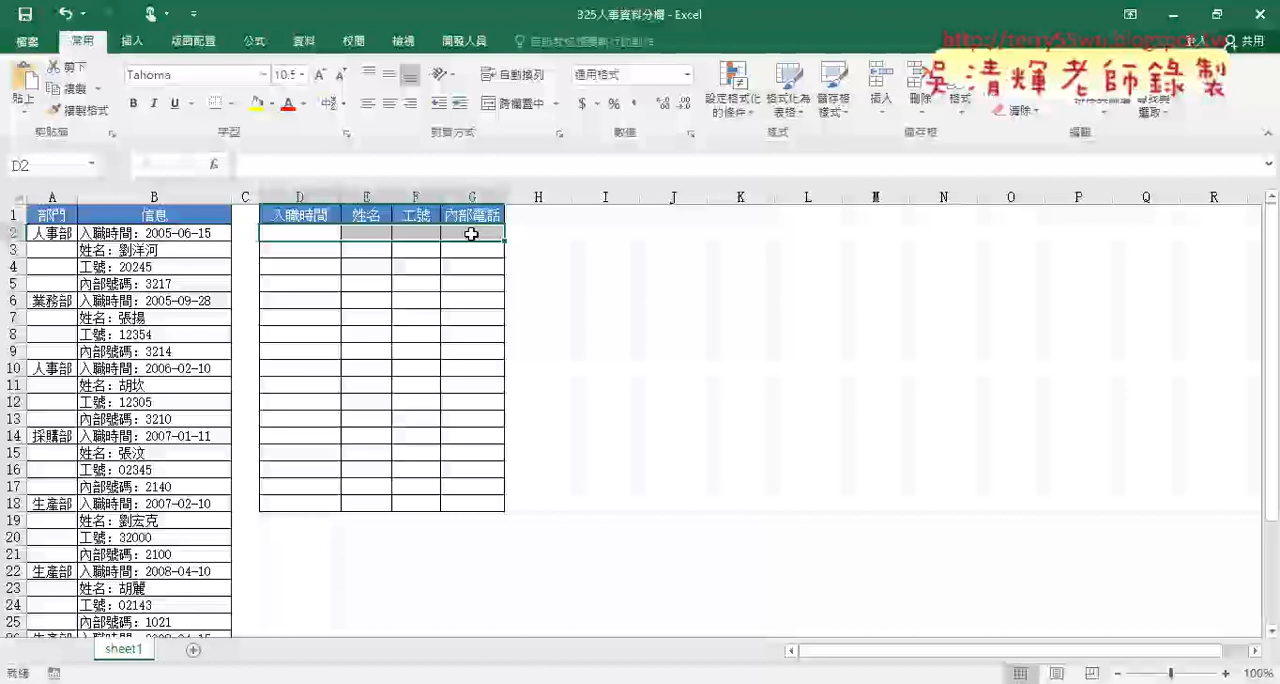 325人事資料分欄 - Excel
檔案 常用 插入 版面配置 公式 資料 校閱 檢視 開發人員 共用
http://terry55wu.blogspot.tw
吳清輝老師錄製
剪下
複製
貼上 複製格式
Tahoma 10.5
B I U
自動換列
跨欄置中
通用格式
$ %
設定格式化的條件 格式化為表格 儲存格樣式
插入 刪除 格式
清除
剪貼簿 字型 對齊方式 數值 樣式 儲存格 編輯
D2 fx
A B C D E F G H I J K L M N O P Q R
1 部門 信息 入職時間 姓名 工號 內部電話
2 人事部 入職時間：2005-06-15
3 姓名：劉洋河
4 工號：20245
5 內部號碼：3217
6 業務部 入職時間：2005-09-28
7 姓名：張揚
8 工號：12354
9 內部號碼：3214
10 人事部 入職時間：2006-02-10
11 姓名：胡坎
12 工號：12305
13 內部號碼：3210
14 採購部 入職時間：2007-01-11
15 姓名：張汶
16 工號：02345
17 內部號碼：2140
18 生產部 入職時間：2007-02-10
19 姓名：劉宏克
20 工號：32000
21 內部號碼：2100
22 生產部 入職時間：2008-04-10
23 姓名：胡麗
24 工號：02143
25 內部號碼：1021
sheet1
就緒 100%